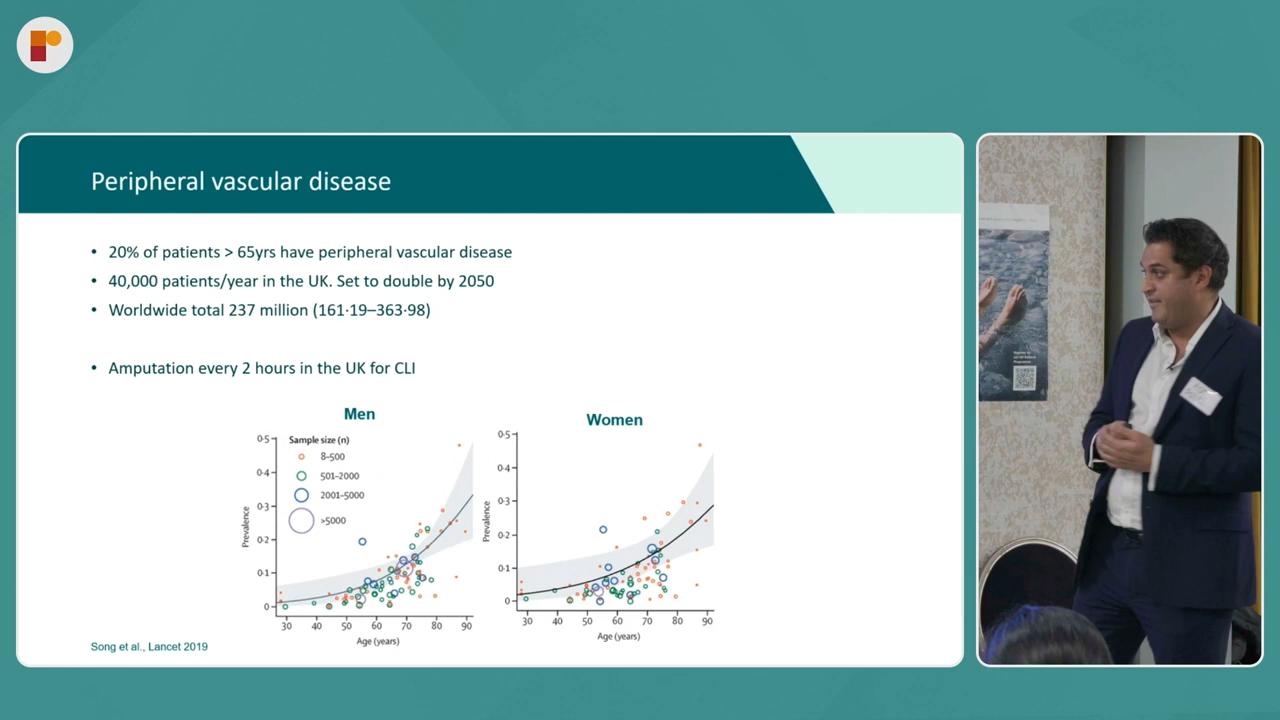 Peripheral vascular disease
• 20% of patients > 65yrs have peripheral vascular disease
• 40,000 patients/year in the UK. Set to double by 2050
• Worldwide total 237 million (161·19–363·98)
• Amputation every 2 hours in the UK for CLI
Men
Sample size (n)
8–500
501–2000
2001–5000
>5000
Prevalence
0·5
0·4
0·3
0·2
0·1
0
30 40 50 60 70 80 90
Age (years)
Women
Prevalence
0·5
0·4
0·3
0·2
0·1
0
30 40 50 60 70 80 90
Age (years)
Song et al., Lancet 2019